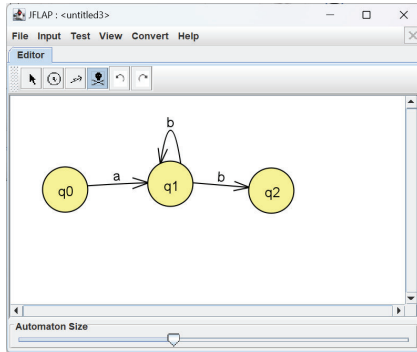 JFLAP : <untitled3>
File Input Test View Convert Help
Editor
b
a
b
q0
q1
q2
Automaton Size